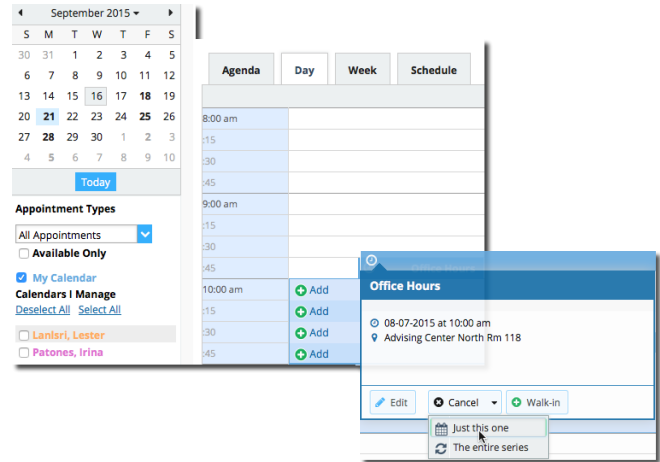 September 2015
S M T W T F S
30 31 1 2 3 4 5
6 7 8 9 10 11 12
13 14 15 16 17 18 19
20 21 22 23 24 25 26
27 28 29 30 1 2 3
4 5 6 7 8 9 10
Today
Appointment Types
All Appointments
Available Only
My Calendar
Calendars I Manage
Deselect All Select All
Lanlsri, Lester
Patones, Irina
Agenda Day Week Schedule
8:00 am
:15
:30
:45
9:00 am
:15
:30
:45
10:00 am Add
:15 Add
:30 Add
:45 Add
Office Hours
Office Hours
08-07-2015 at 10:00 am
Advising Center North Rm 118
Edit Cancel Walk-in
Just this one
The entire series